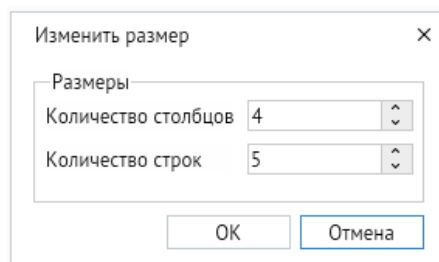 Изменить размер
Размеры
Количество столбцов 4
Количество строк 5
ОК Отмена